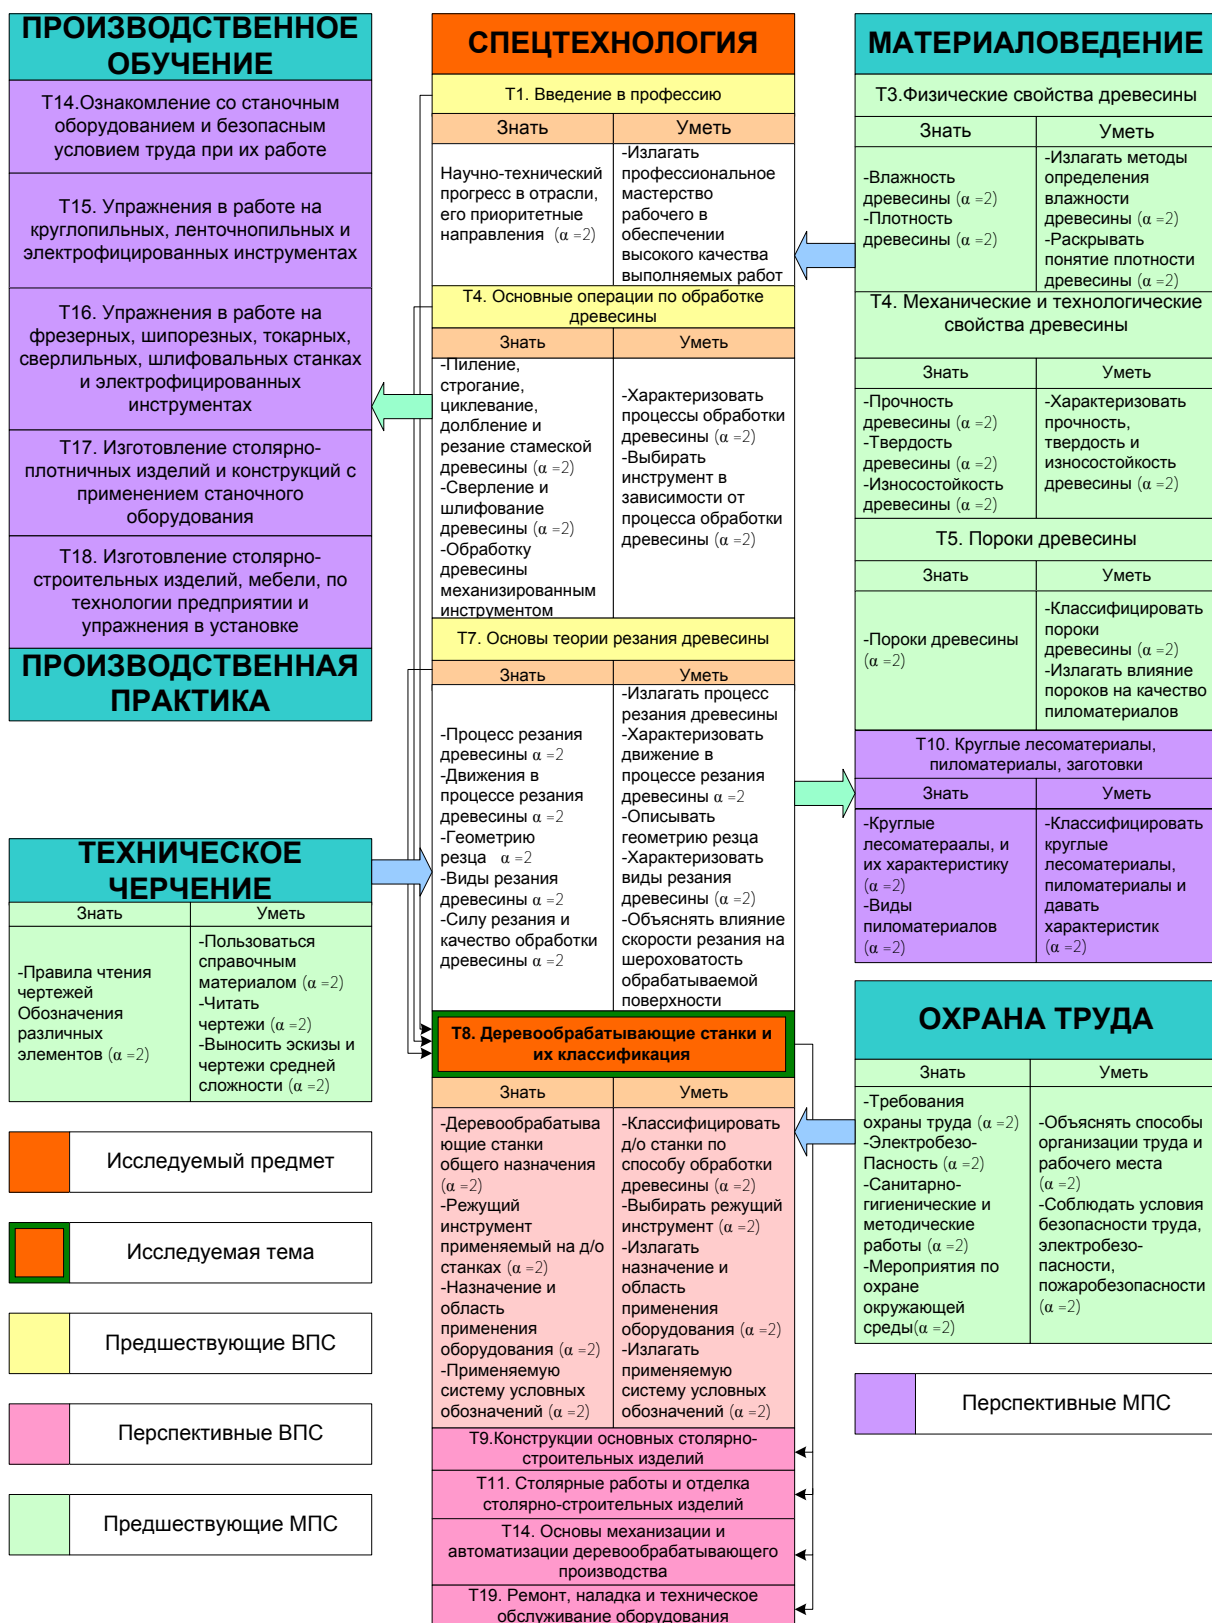 ПРОИЗВОДСТВЕННОЕ
ОБУЧЕНИЕ
Т14.Ознакомление со станочным
оборудованием и безопасным
условием труда при их работе
Т15. Упражнения в работе на
круглопильных, ленточнопильных и
электрофицированных инструментах
Т16. Упражнения в работе на
фрезерных, шипорезных, токарных,
сверлильных, шлифовальных станках
и электрофицированных
инструментах
Т17. Изготовление столярно-
плотничных изделий и конструкций с
применением станочного
оборудования
Т18. Изготовление столярно-
строительных изделий, мебели, по
технологии предприятии и
упражнения в установке
ПРОИЗВОДСТВЕННАЯ
ПРАКТИКА
ТЕХНИЧЕСКОЕ
ЧЕРЧЕНИЕ
Знать
-Правила чтения
чертежей
Обозначения
различных
элементов (α =2)
Уметь
-Пользоваться
справочным
материалом (α =2)
-Читать
чертежи (α =2)
-Выносить эскизы и
чертежи средней
сложности (α =2)
Исследуемый предмет
Исследуемая тема
Предшествующие ВПС
Перспективные ВПС
Предшествующие МПС
СПЕЦТЕХНОЛОГИЯ
Т1. Введение в профессию
Знать
Научно-технический
прогресс в отрасли,
его приоритетные
направления (α =2)
Уметь
-Излагать
профессиональное
мастерство
рабочего в
обеспечении
высокого качества
выполняемых работ
Т4. Основные операции по обработке
древесины
Знать
-Пиление,
строгание,
циклевание,
долбление и
резание стамеской
древесины (α =2)
-Сверление и
шлифование
древесины (α =2)
-Обработку
древесины
механизированным
инструментом
Уметь
-Характеризовать
процессы обработки
древесины (α =2)
-Выбирать
инструмент в
зависимости от
процесса обработки
древесины (α =2)
Т7. Основы теории резания древесины
Знать
-Процесс резания
древесины α =2
-Движения в
процессе резания
древесины α =2
-Геометрию
резца α =2
-Виды резания
древесины α =2
-Силу резания и
качество обработки
древесины α =2
Уметь
-Излагать процесс
резания древесины
-Характеризовать
движение в
процессе резания
древесины α =2
-Описывать
геометрию резца
-Характеризовать
виды резания
древесины (α =2)
-Объяснять влияние
скорости резания на
шероховатость
обрабатываемой
поверхности
Т8. Деревообрабатывающие станки и
их классификация
Знать
-Деревообрабатыва
ющие станки
общего назначения
(α =2)
-Режущий
инструмент
применяемый на д/о
станках (α =2)
-Назначение и
область
применения
оборудования (α =2)
-Применяемую
систему условных
обозначений (α =2)
Уметь
-Классифицировать
д/о станки по
способу обработки
древесины (α =2)
-Выбирать режущий
инструмент (α =2)
-Излагать
назначение и
область
применения
оборудования (α =2)
-Излагать
применяемую
систему условных
обозначений (α =2)
Т9.Конструкции основных столярно-
строительных изделий
Т11. Столярные работы и отделка
столярно-строительных изделий
Т14. Основы механизации и
автоматизации деревообрабатывающего
производства
Т19. Ремонт, наладка и техническое
обслуживание оборудования
МАТЕРИАЛОВЕДЕНИЕ
Т3.Физические свойства древесины
Знать
-Влажность
древесины (α =2)
-Плотность
древесины (α =2)
Уметь
-Излагать методы
определения
влажности
древесины (α =2)
-Раскрывать
понятие плотности
древесины (α =2)
Т4. Механические и технологические
свойства древесины
Знать
-Прочность
древесины (α =2)
-Твердость
древесины (α =2)
-Износостойкость
древесины (α =2)
Уметь
-Характеризовать
прочность,
твердость и
износостойкость
древесины (α =2)
Т5. Пороки древесины
Знать
-Пороки древесины
(α =2)
Уметь
-Классифицировать
пороки
древесины (α =2)
-Излагать влияние
пороков на качество
пиломатериалов
Т10. Круглые лесоматериалы,
пиломатериалы, заготовки
Знать
-Круглые
лесоматераалы, и
их характеристику
(α =2)
-Виды
пиломатериалов
(α =2)
Уметь
-Классифицировать
круглые
лесоматериалы,
пиломатериалы и
давать
характеристик
(α =2)
ОХРАНА ТРУДА
Знать
-Требования
охраны труда (α =2)
-Электробезо-
Пасность (α =2)
-Санитарно-
гигиенические и
методические
работы (α =2)
-Мероприятия по
охране
окружающей
среды(α =2)
Уметь
-Объяснять способы
организации труда и
рабочего места
(α =2)
-Соблюдать условия
безопасности труда,
электробезо-
пасности,
пожаробезопасности
(α =2)
Перспективные МПС